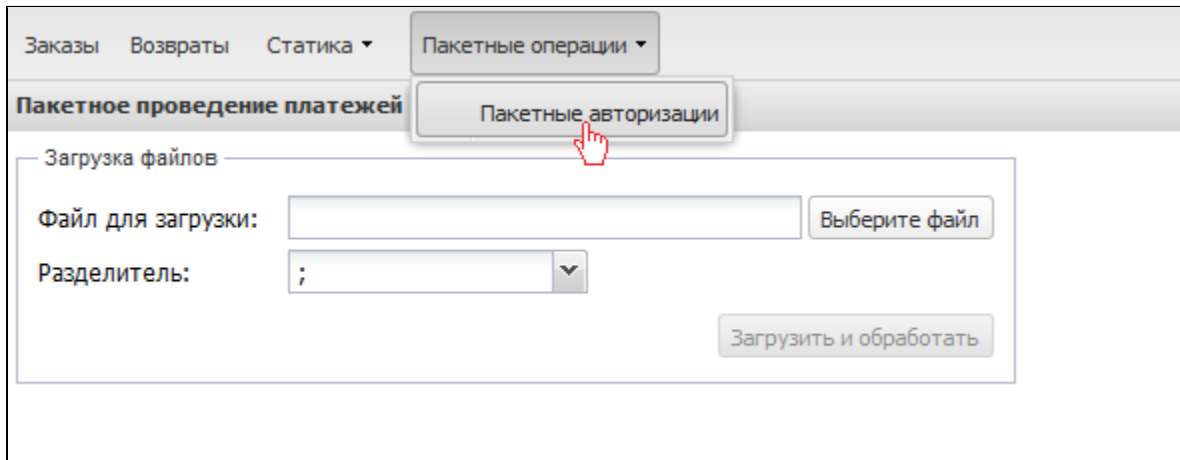 Заказы Возвраты Статика Пакетные операции
Пакетное проведение платежей
Пакетные авторизации
Загрузка файлов
Файл для загрузки: Выберите файл
Разделитель: ;
Загрузить и обработать